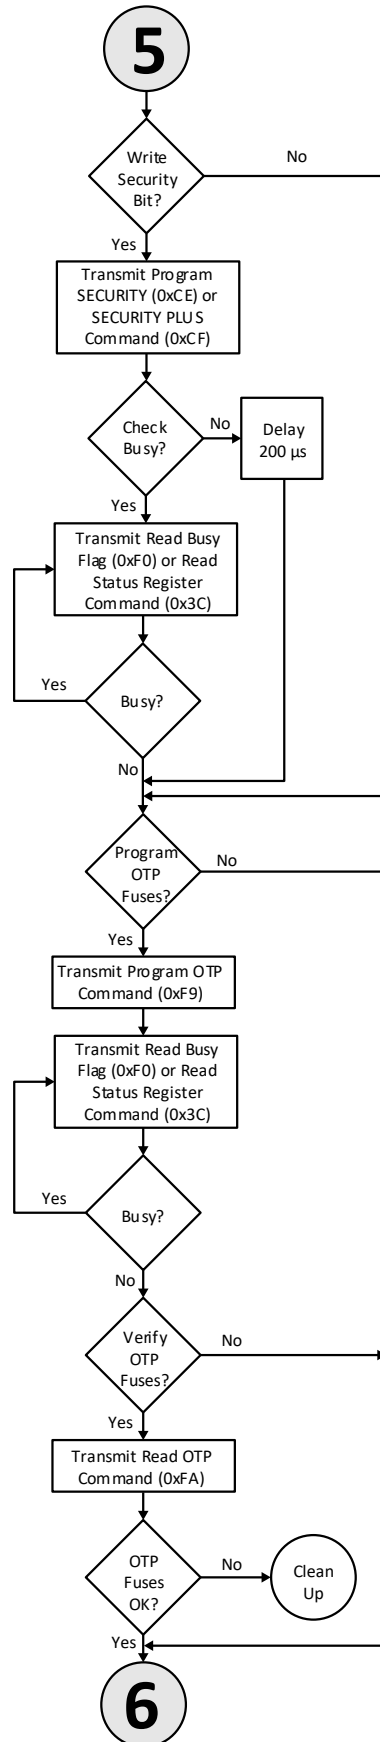 5
Write
Security
Bit?
No
Yes
Transmit Program
SECURITY (0xCE) or
SECURITY PLUS
Command (0xCF)
Check
Busy?
No
Delay
200 µs
Yes
Transmit Read Busy
Flag (0xF0) or Read
Status Register
Command (0x3C)
Yes
Busy?
No
Program
OTP
Fuses?
No
Yes
Transmit Program OTP
Command (0xF9)
Transmit Read Busy
Flag (0xF0) or Read
Status Register
Command (0x3C)
Yes
Busy?
No
Verify
OTP
Fuses?
No
Yes
Transmit Read OTP
Command (0xFA)
OTP
Fuses
OK?
No
Clean
Up
Yes
6